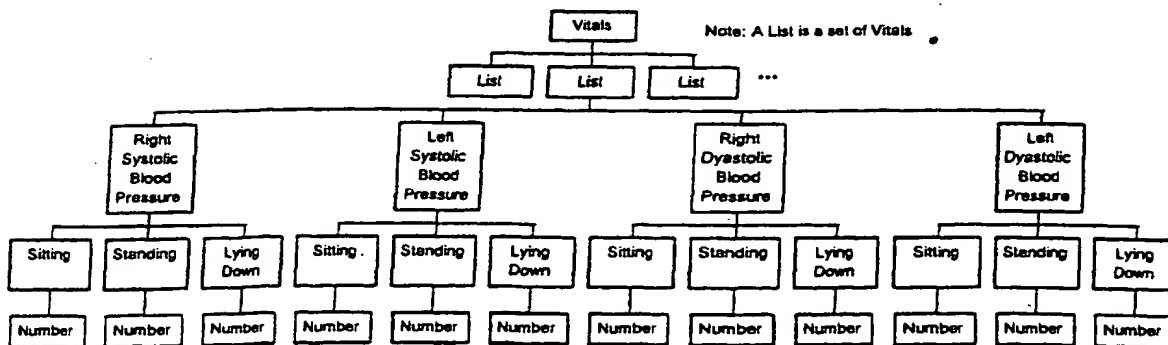 Vitals
Note: A List is a set of Vitals
List List List ...
Right Left Right Left
Systolic Systolic Dyastolic Dyastolic
Blood Blood Blood Blood
Pressure Pressure Pressure Pressure
Sitting Standing Lying Sitting Standing Lying Sitting Standing Lying Sitting Standing Lying
Down Down Down Down
Number Number Number Number Number Number Number Number Number Number Number Number